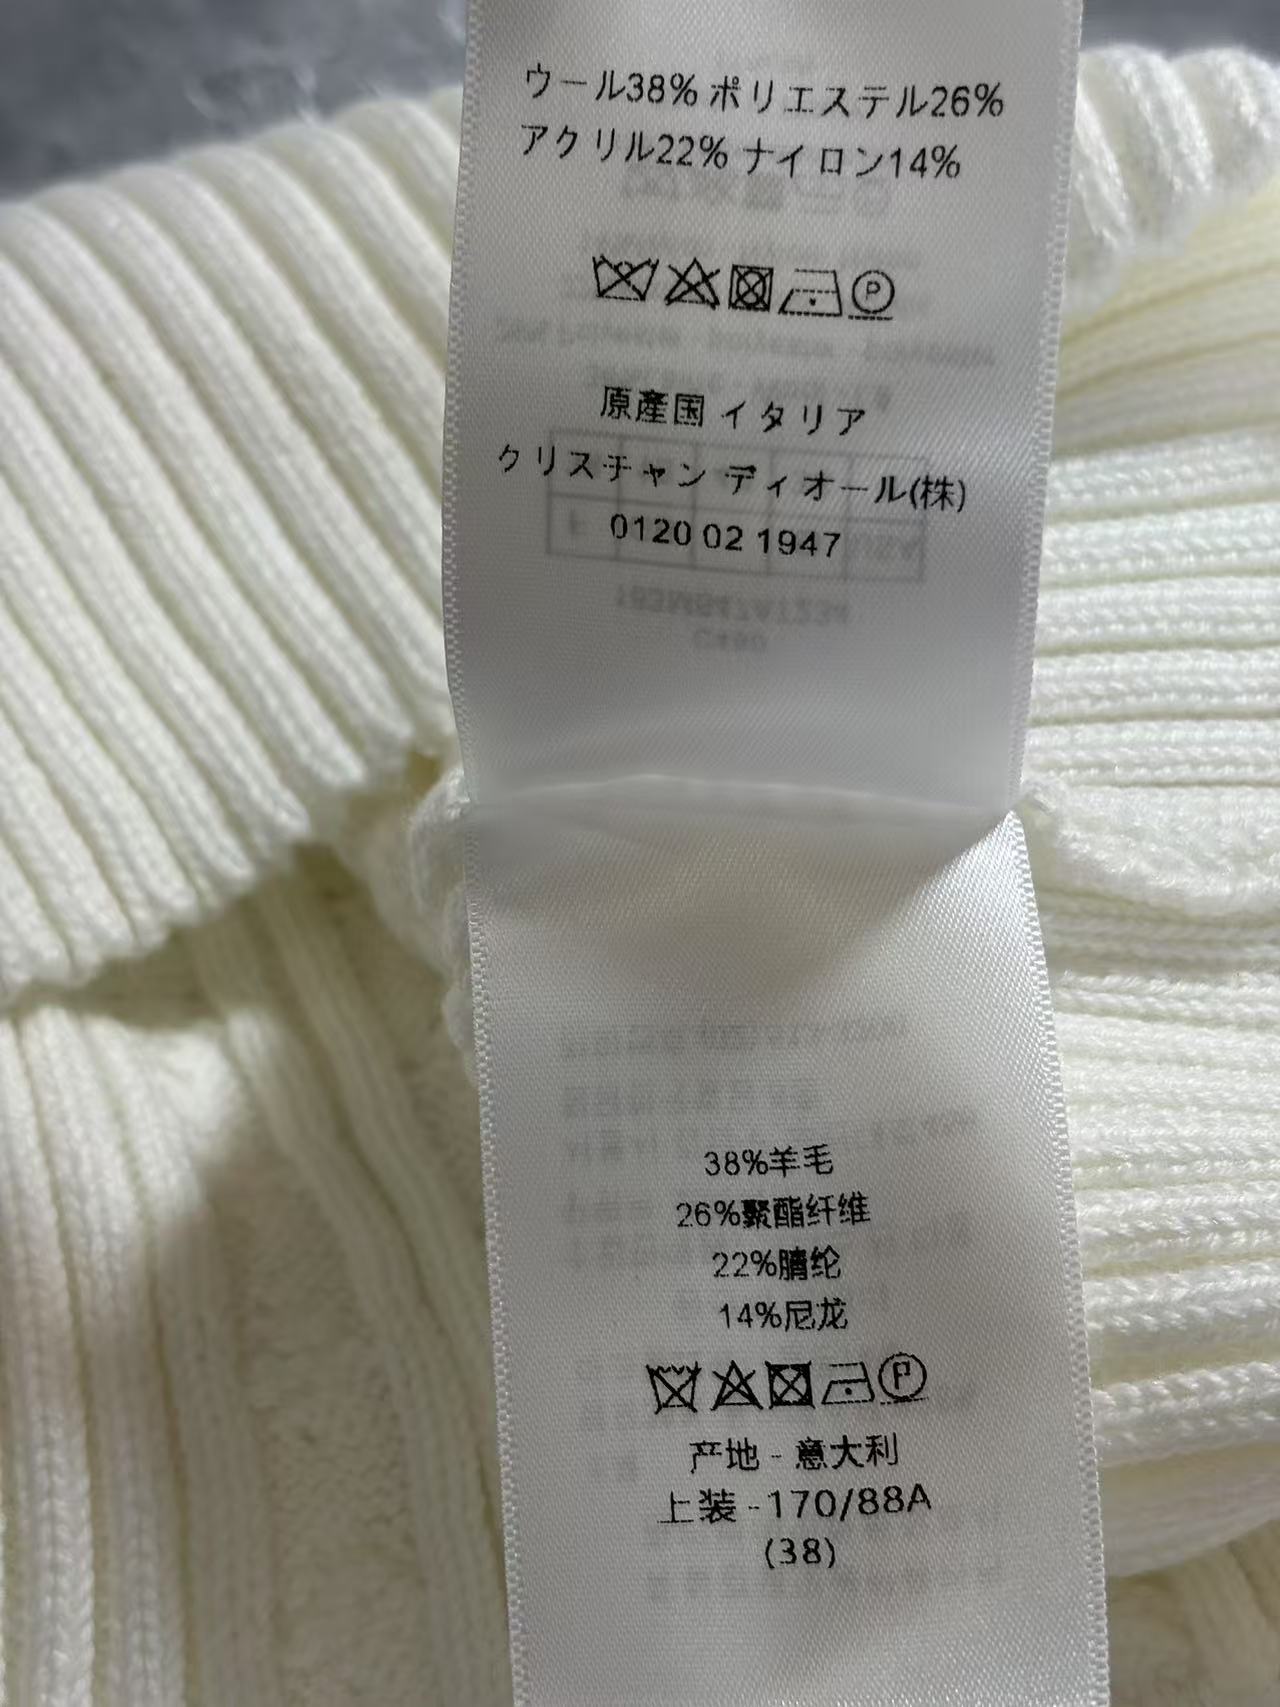 ウール38% ポリエステル26%
アクリル22% ナイロン14%
原產国 イタリア
クリスチャン ディオール(株)
0120 02 1947
38%羊毛
26%聚酯纤维
22%腈纶
14%尼龙
产地 - 意大利
上装 - 170/88A
(38)